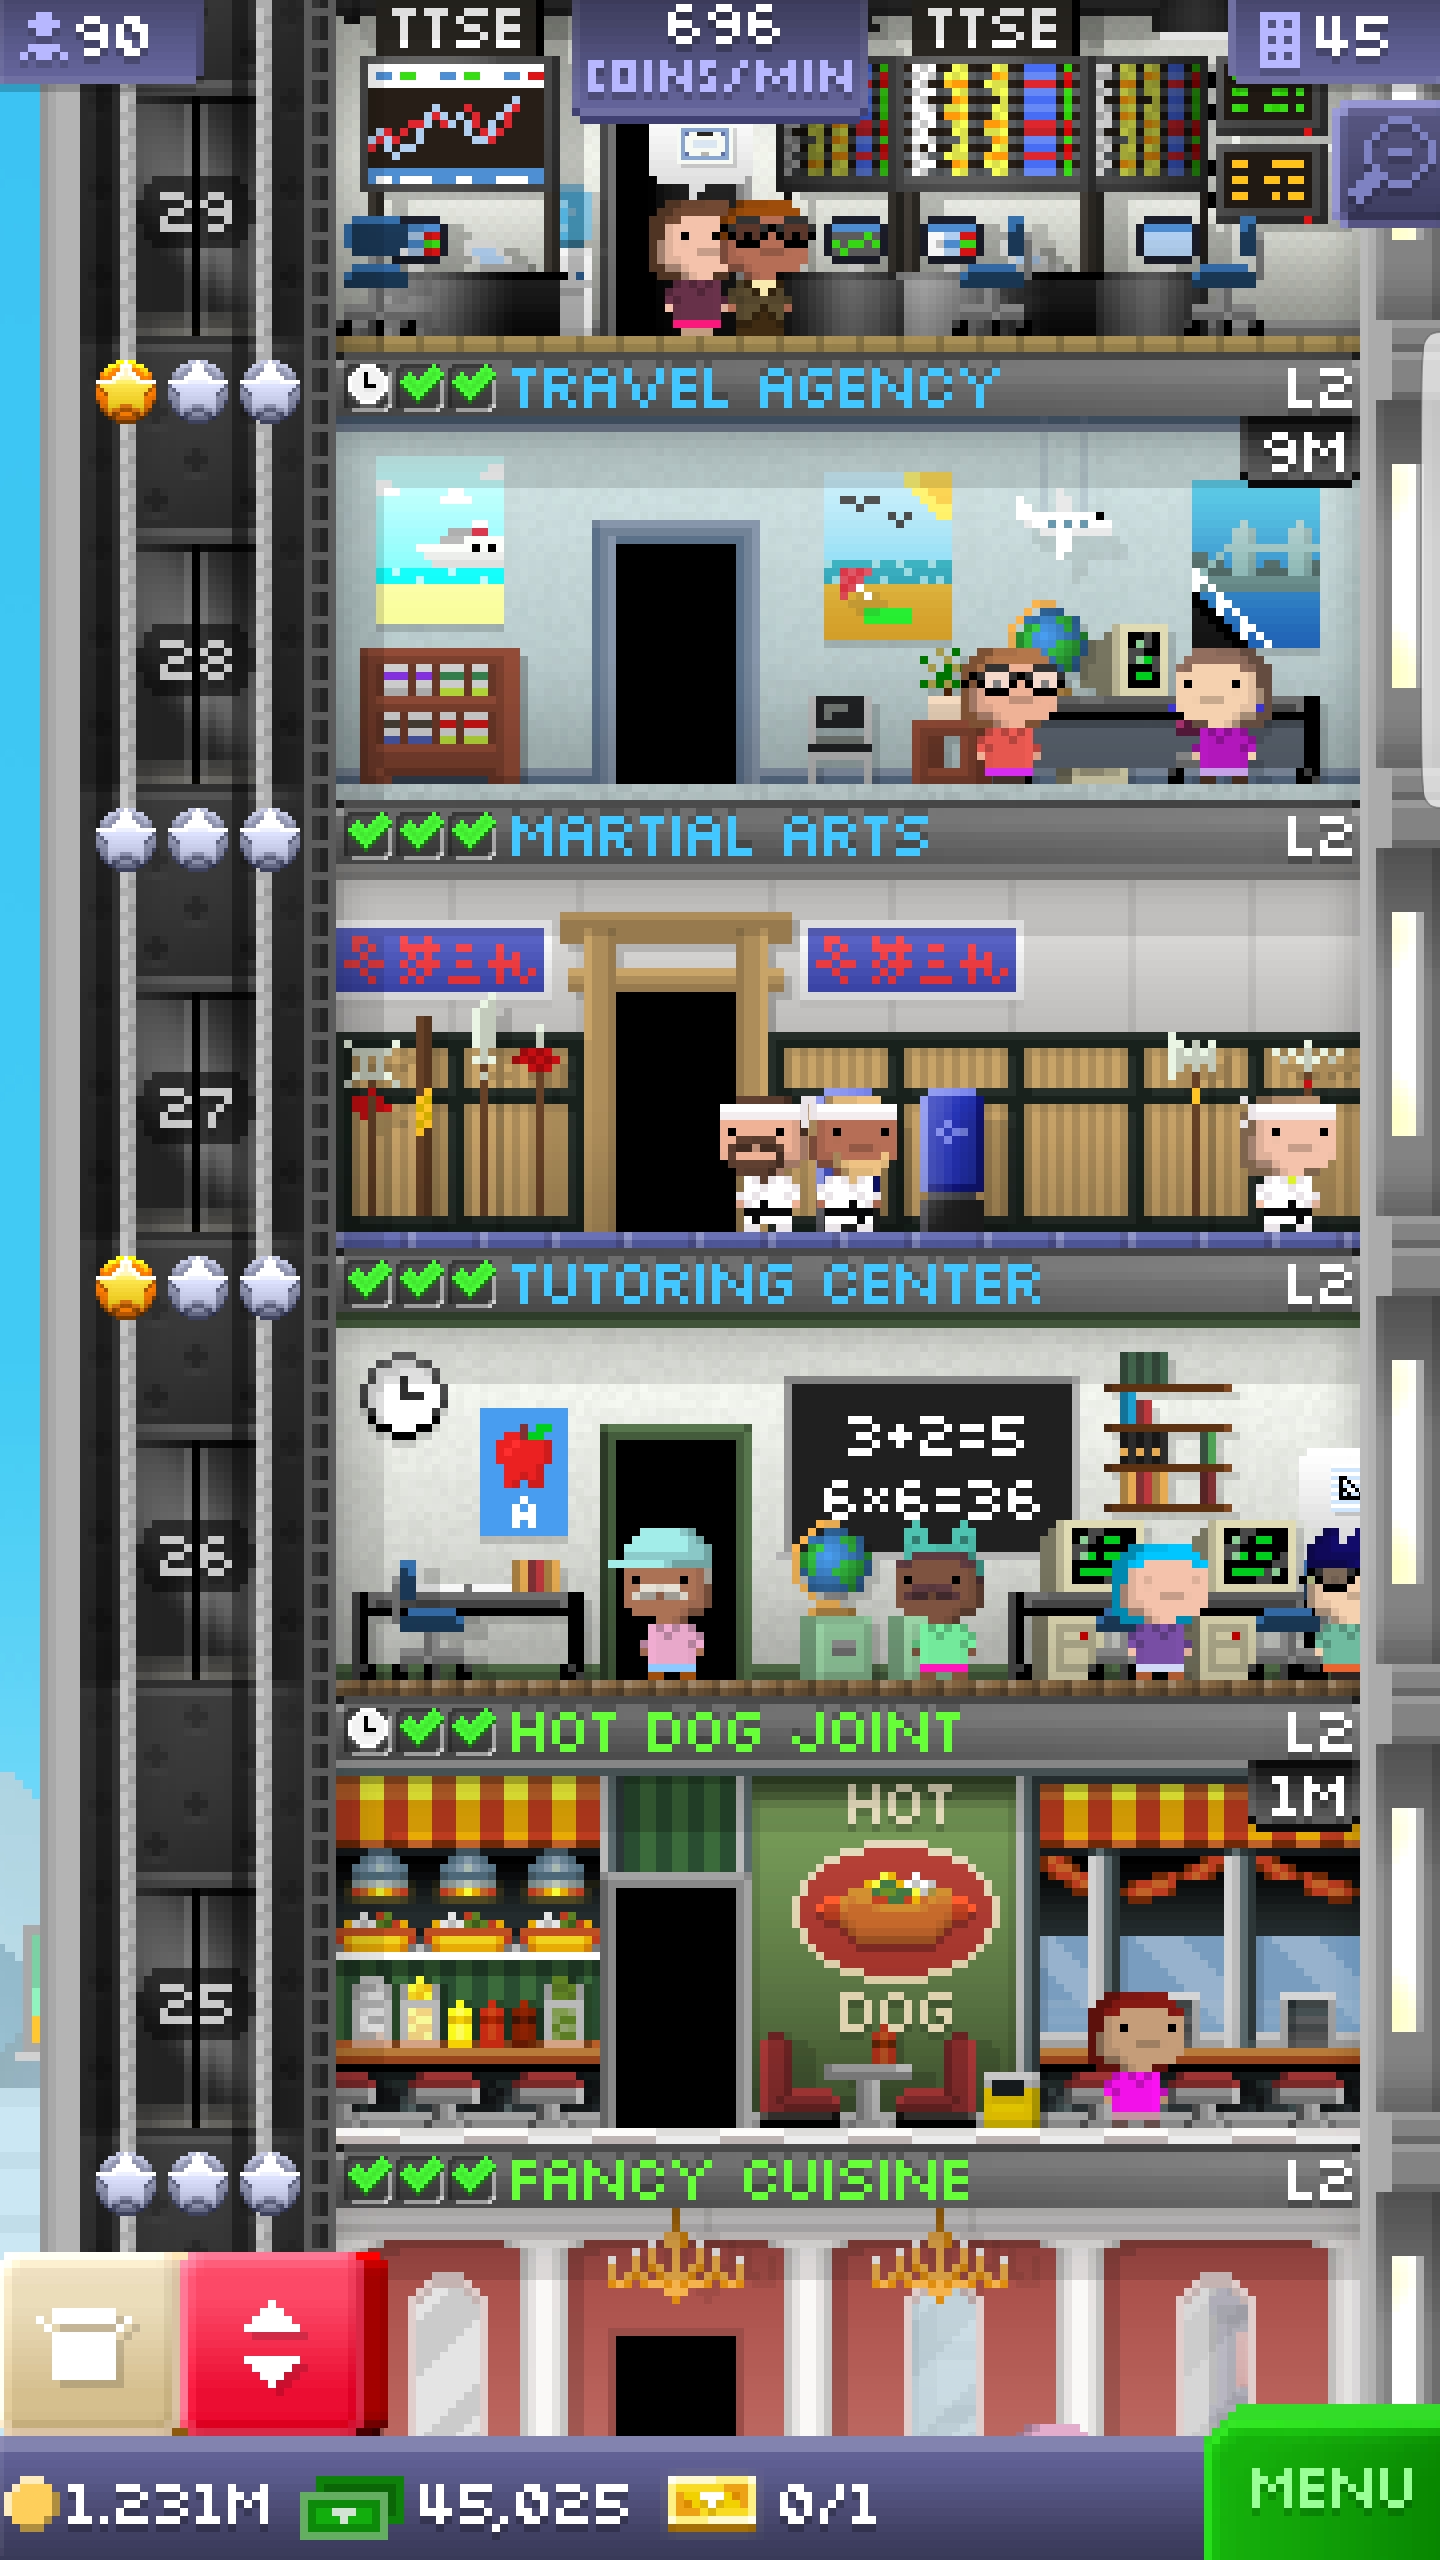 90
696
COINS/MIN
45
TTSE
TTSE
29
TRAVEL AGENCY L2
9M
28
MARTIAL ARTS L2
27
TUTORING CENTER L2
3+2=5
6×6=36
A
26
HOT DOG JOINT L2
1M
HOT
DOG
25
FANCY CUISINE L2
1.231M 45,025 0/1
MENU